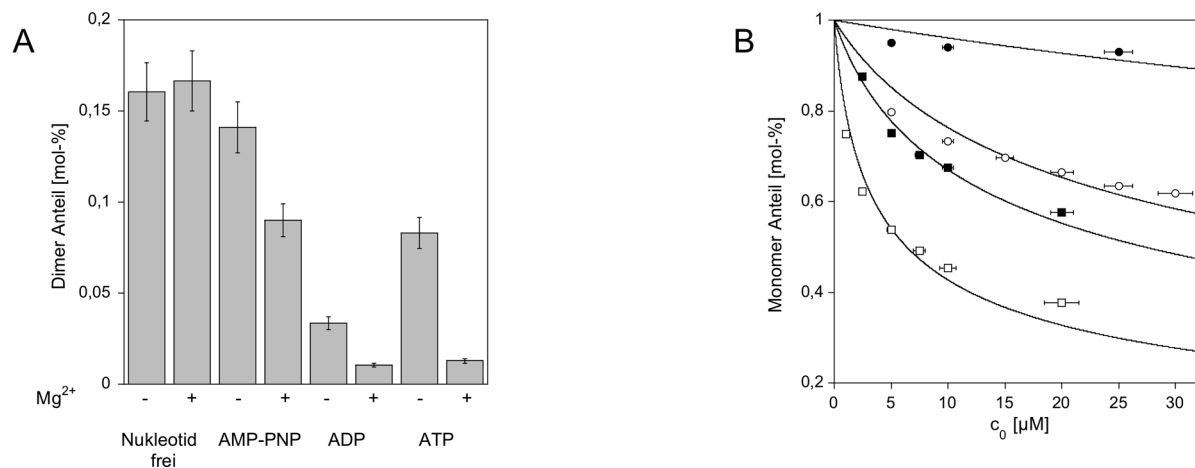 A
Dimer Anteil [mol-%]
0,2
0,15
0,1
0,05
0
Mg2+ - + - + - + - +
Nukleotid frei
AMP-PNP
ADP
ATP
B
Monomer Anteil [mol-%]
1
0,8
0,6
0,4
0,2
0 5 10 15 20 25 30
c0 [µM]